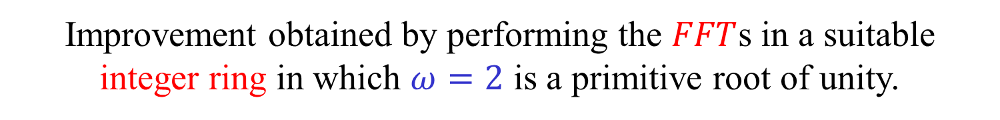 Improvement obtained by performing the FFTs in a suitable
integer ring in which ω = 2 is a primitive root of unity.